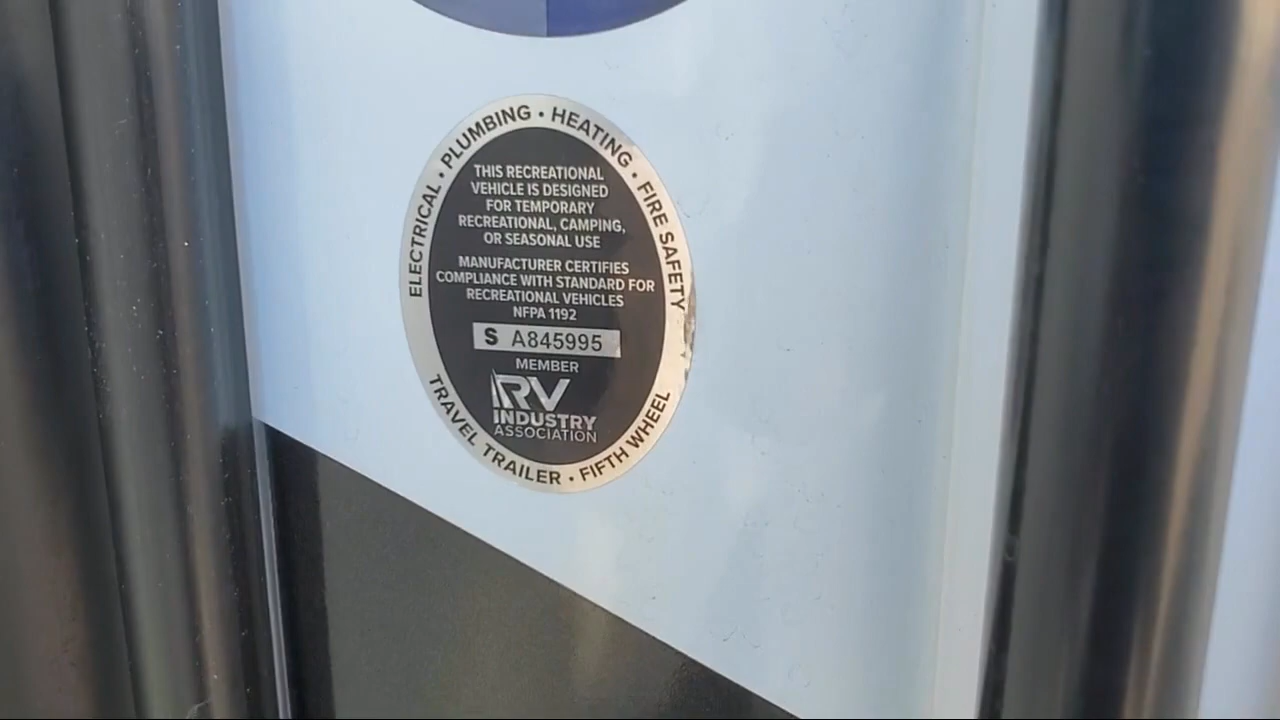 ELECTRICAL • PLUMBING • HEATING • FIRE SAFETY
THIS RECREATIONAL
VEHICLE IS DESIGNED
FOR TEMPORARY
RECREATIONAL, CAMPING,
OR SEASONAL USE
MANUFACTURER CERTIFIES
COMPLIANCE WITH STANDARD FOR
RECREATIONAL VEHICLES
NFPA 1192
S A845995
MEMBER
RV
INDUSTRY
ASSOCIATION
TRAVEL TRAILER • FIFTH WHEEL